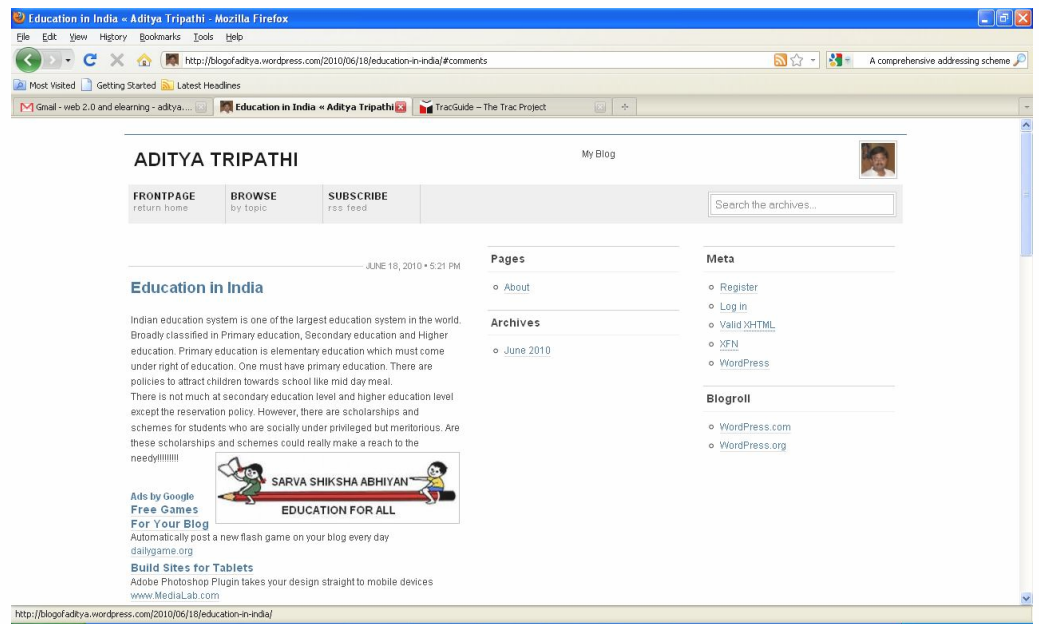 Education in India « Aditya Tripathi - Mozilla Firefox
File Edit View History Bookmarks Tools Help
http://blogofaditya.wordpress.com/2010/06/18/education-in-india/#comments
A comprehensive addressing scheme
Most Visited Getting Started Latest Headlines
Gmail - web 2.0 and elearning - aditya.... Education in India « Aditya Tripathi TracGuide – The Trac Project
ADITYA TRIPATHI
My Blog
FRONTPAGE BROWSE SUBSCRIBE
return home by topic rss feed
Search the archives...
JUNE 18, 2010 • 5:21 PM
Education in India
Indian education system is one of the largest education system in the world.
Broadly classified in Primary education, Secondary education and Higher
education. Primary education is elementary education which must come
under right of education. One must have primary education. There are
policies to attract children towards school like mid day meal.
There is not much at secondary education level and higher education level
except the reservation policy. However, there are scholarships and
schemes for students who are socially under privileged but meritorious. Are
these scholarships and schemes could really make a reach to the
needy!!!!!!!!!
SARVA SHIKSHA ABHIYAN
EDUCATION FOR ALL
Ads by Google
Free Games
For Your Blog
Automatically post a new flash game on your blog every day
dailygame.org
Build Sites for Tablets
Adobe Photoshop Plugin takes your design straight to mobile devices
www.MediaLab.com
Pages
About
Archives
June 2010
Meta
Register
Log in
Valid XHTML
XFN
WordPress
Blogroll
WordPress.com
WordPress.org
http://blogofaditya.wordpress.com/2010/06/18/education-in-india/